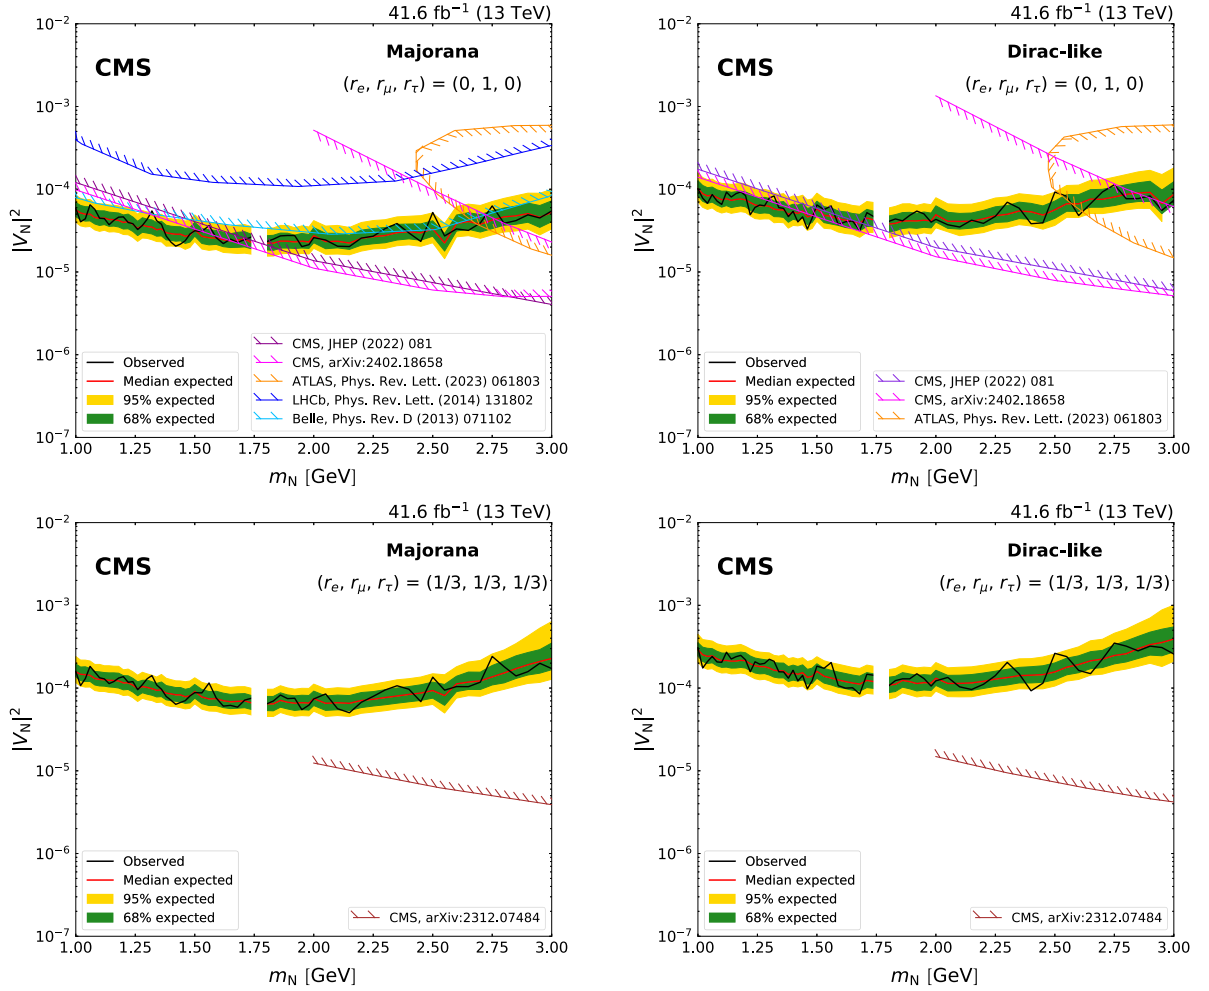 41.6 fb⁻¹ (13 TeV)
CMS
Majorana
(rₑ, r_μ, r_τ) = (0, 1, 0)
|V_N|²
10⁻²
10⁻³
10⁻⁴
10⁻⁵
10⁻⁶
10⁻⁷
Observed
Median expected
95% expected
68% expected
CMS, JHEP (2022) 081
CMS, arXiv:2402.18658
ATLAS, Phys. Rev. Lett. (2023) 061803
LHCb, Phys. Rev. Lett. (2014) 131802
Belle, Phys. Rev. D (2013) 071102
1.00 1.25 1.50 1.75 2.00 2.25 2.50 2.75 3.00
m_N [GeV]
41.6 fb⁻¹ (13 TeV)
CMS
Dirac-like
(rₑ, r_μ, r_τ) = (0, 1, 0)
|V_N|²
10⁻²
10⁻³
10⁻⁴
10⁻⁵
10⁻⁶
10⁻⁷
Observed
Median expected
95% expected
68% expected
CMS, JHEP (2022) 081
CMS, arXiv:2402.18658
ATLAS, Phys. Rev. Lett. (2023) 061803
1.00 1.25 1.50 1.75 2.00 2.25 2.50 2.75 3.00
m_N [GeV]
41.6 fb⁻¹ (13 TeV)
CMS
Majorana
(rₑ, r_μ, r_τ) = (1/3, 1/3, 1/3)
|V_N|²
10⁻²
10⁻³
10⁻⁴
10⁻⁵
10⁻⁶
10⁻⁷
Observed
Median expected
95% expected
68% expected
CMS, arXiv:2312.07484
1.00 1.25 1.50 1.75 2.00 2.25 2.50 2.75 3.00
m_N [GeV]
41.6 fb⁻¹ (13 TeV)
CMS
Dirac-like
(rₑ, r_μ, r_τ) = (1/3, 1/3, 1/3)
|V_N|²
10⁻²
10⁻³
10⁻⁴
10⁻⁵
10⁻⁶
10⁻⁷
Observed
Median expected
95% expected
68% expected
CMS, arXiv:2312.07484
1.00 1.25 1.50 1.75 2.00 2.25 2.50 2.75 3.00
m_N [GeV]